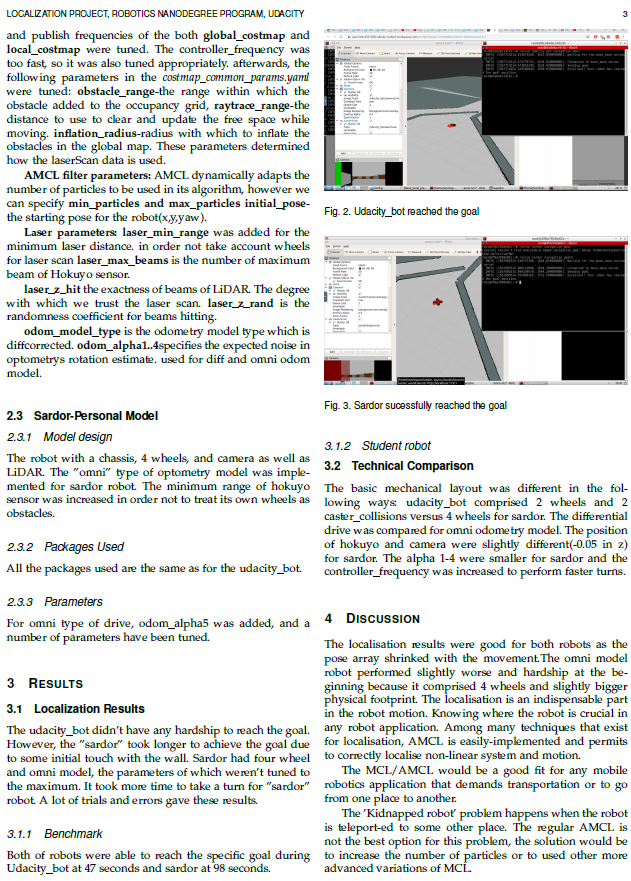 LOCALIZATION PROJECT, ROBOTICS NANODEGREE PROGRAM, UDACITY
3
and publish frequencies of the both global_costmap and
local_costmap were tuned. The controller_frequency was
too fast, so it was also tuned appropriately. afterwards, the
following parameters in the costmap_common_params.yaml
were tuned: obstacle_range-the range within which the
obstacle added to the occupancy grid, raytrace_range-the
distance to use to clear and update the free space while
moving. inflation_radius-radius with which to inflate the
obstacles in the global map. These parameters determined
how the laserScan data is used.
AMCL filter parameters: AMCL dynamically adapts the
number of particles to be used in its algorithm, however we
can specify min_particles and max_particles initial_pose-
the starting pose for the robot(x,y,yaw).
Laser parameters: laser_min_range was added for the
minimum laser distance. in order not take account wheels
for laser scan laser_max_beams is the number of maximum
beam of Hokuyo sensor.
laser_z_hit the exactness of beams of LiDAR. The degree
with which we trust the laser scan. laser_z_rand is the
randomness coefficient for beams hitting.
odom_model_type is the odometry model type which is
diffcorrected. odom_alpha1..4specifies the expected noise in
optometrys rotation estimate. used for diff and omni odom
model.
2.3 Sardor-Personal Model
2.3.1 Model design
The robot with a chassis, 4 wheels, and camera as well as
LiDAR. The "omni" type of optometry model was imple-
mented for sardor robot. The minimum range of hokuyo
sensor was increased in order not to treat its own wheels as
obstacles.
2.3.2 Packages Used
All the packages used are the same as for the udacity_bot.
2.3.3 Parameters
For omni type of drive, odom_alpha5 was added, and a
number of parameters have been tuned.
3 RESULTS
3.1 Localization Results
The udacity_bot didn't have any hardship to reach the goal.
However, the "sardor" took longer to achieve the goal due
to some initial touch with the wall. Sardor had four wheel
and omni model, the parameters of which weren't tuned to
the maximum. It took more time to take a turn for "sardor"
robot. A lot of trials and errors gave these results.
3.1.1 Benchmark
Both of robots were able to reach the specific goal during
Udacity_bot at 47 seconds and sardor at 98 seconds.
Fig. 2. Udacity_bot reached the goal
Fig. 3. Sardor sucessfully reached the goal
3.1.2 Student robot
3.2 Technical Comparison
The basic mechanical layout was different in the fol-
lowing ways: udacity_bot comprised 2 wheels and 2
caster_collisions versus 4 wheels for sardor. The differential
drive was compared for omni odometry model. The position
of hokuyo and camera were slightly different(-0.05 in z)
for sardor. The alpha 1-4 were smaller for sardor and the
controller_frequency was increased to perform faster turns.
4 DISCUSSION
The localisation results were good for both robots as the
pose array shrinked with the movement.The omni model
robot performed slightly worse and hardship at the be-
ginning because it comprised 4 wheels and slightly bigger
physical footprint. The localisation is an indispensable part
in the robot motion. Knowing where the robot is crucial in
any robot application. Among many techniques that exist
for localisation, AMCL is easily-implemented and permits
to correctly localise non-linear system and motion.
The MCL/AMCL would be a good fit for any mobile
robotics application that demands transportation or to go
from one place to another.
The 'Kidnapped robot' problem happens when the robot
is teleport-ed to some other place. The regular AMCL is
not the best option for this problem, the solution would be
to increase the number of particles or to used other more
advanced variations of MCL.